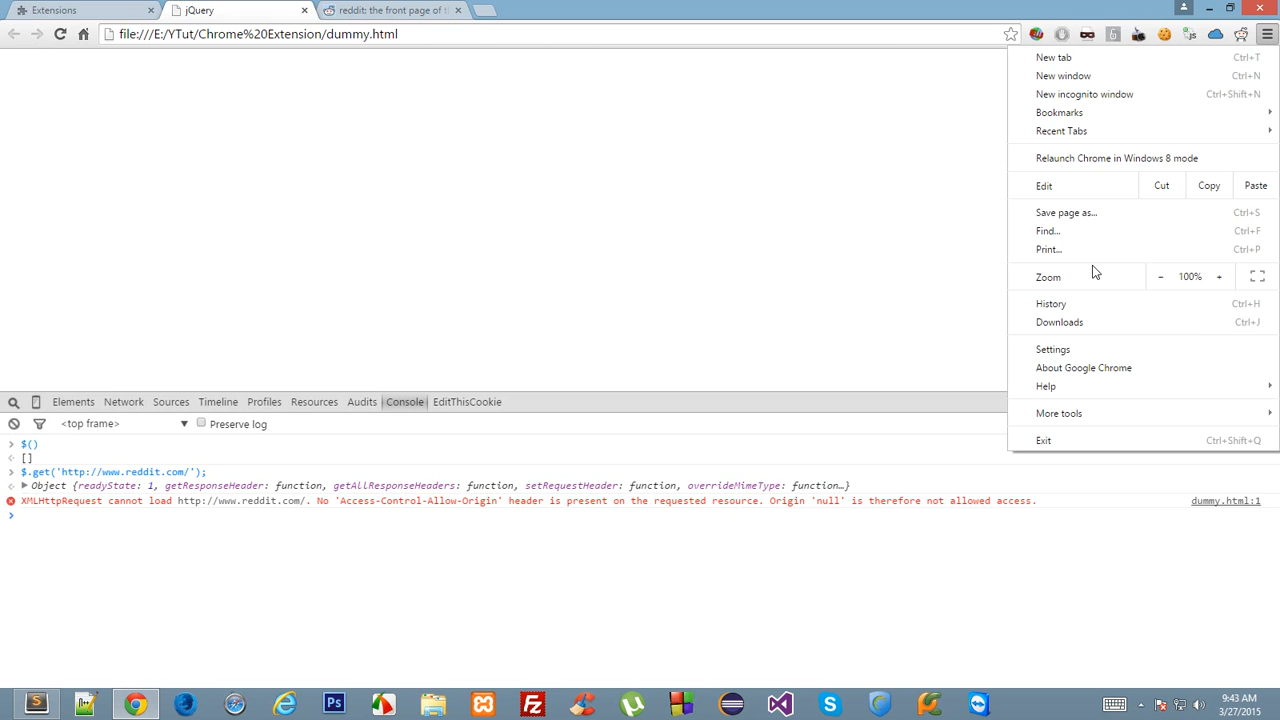 Extensions
jQuery
reddit: the front page of t
file:///E:/YTut/Chrome%20Extension/dummy.html
New tab Ctrl+T
New window Ctrl+N
New incognito window Ctrl+Shift+N
Bookmarks
Recent Tabs
Relaunch Chrome in Windows 8 mode
Edit Cut Copy Paste
Save page as... Ctrl+S
Find... Ctrl+F
Print... Ctrl+P
Zoom - 100% +
History Ctrl+H
Downloads Ctrl+J
Settings
About Google Chrome
Help
More tools
Exit Ctrl+Shift+Q
Elements Network Sources Timeline Profiles Resources Audits Console EditThisCookie
<top frame> Preserve log
> $()
< []
> $.get('http://www.reddit.com/');
< Object {readyState: 1, getResponseHeader: function, getAllResponseHeaders: function, setRequestHeader: function, overrideMimeType: function…}
XMLHttpRequest cannot load http://www.reddit.com/. No 'Access-Control-Allow-Origin' header is present on the requested resource. Origin 'null' is therefore not allowed access. dummy.html:1
>
9:43 AM
3/27/2015